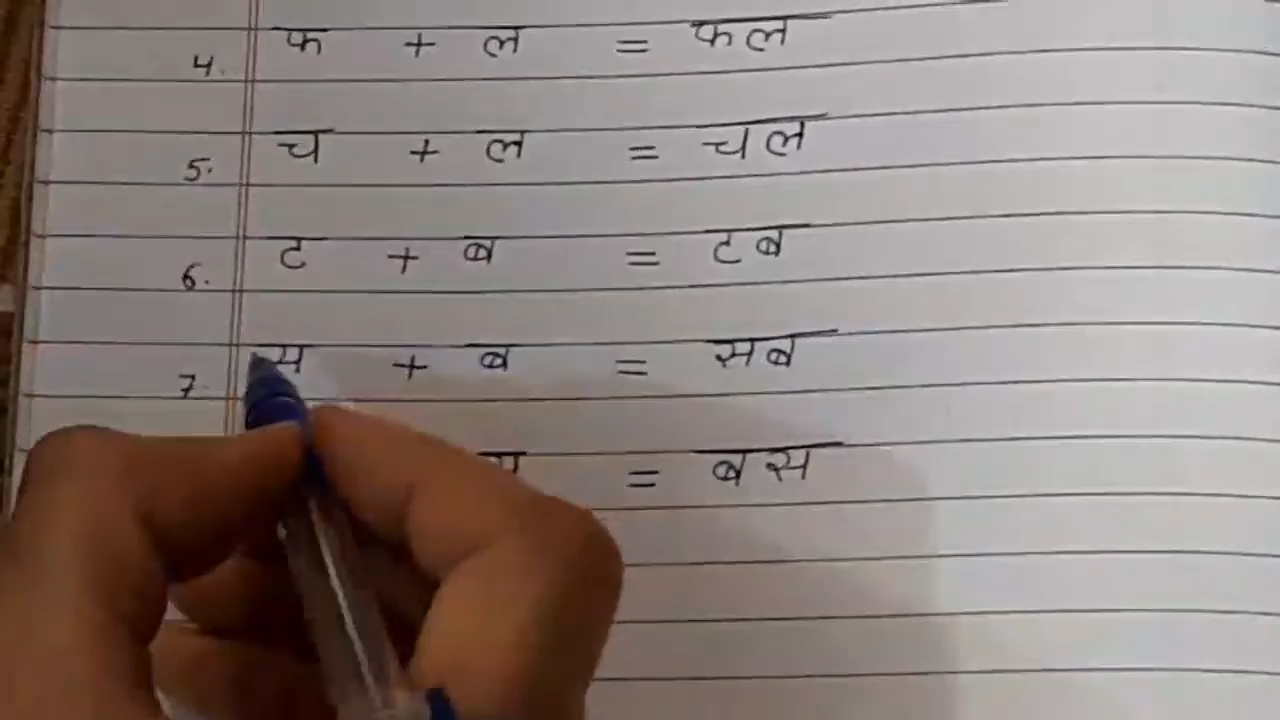 4. फ + ल = फल
5. च + ल = चल
6. ट + ब = टब
7. स + ब = सब
= बस